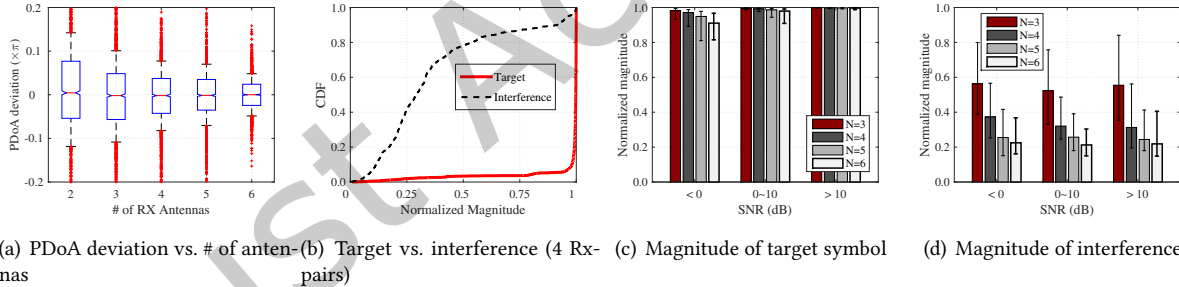 0.2
0.1
0
-0.1
-0.2
PDoA deviation (×π)
2 3 4 5 6
# of RX Antennas
1.0
0.8
0.6
0.4
0.2
0.0
CDF
Target
Interference
0 0.25 0.5 0.75 1
Normalized Magnitude
1.0
0.8
0.6
0.4
0.2
0.0
Normalized magnitude
N=3
N=4
N=5
N=6
< 0 0~10 > 10
SNR (dB)
1.0
0.8
0.6
0.4
0.2
0.0
Normalized magnitude
N=3
N=4
N=5
N=6
< 0 0~10 > 10
SNR (dB)
ust Ac
(a) PDoA deviation vs. # of anten-
nas
(b) Target vs. interference (4 Rx-
pairs)
(c) Magnitude of target symbol
(d) Magnitude of interference